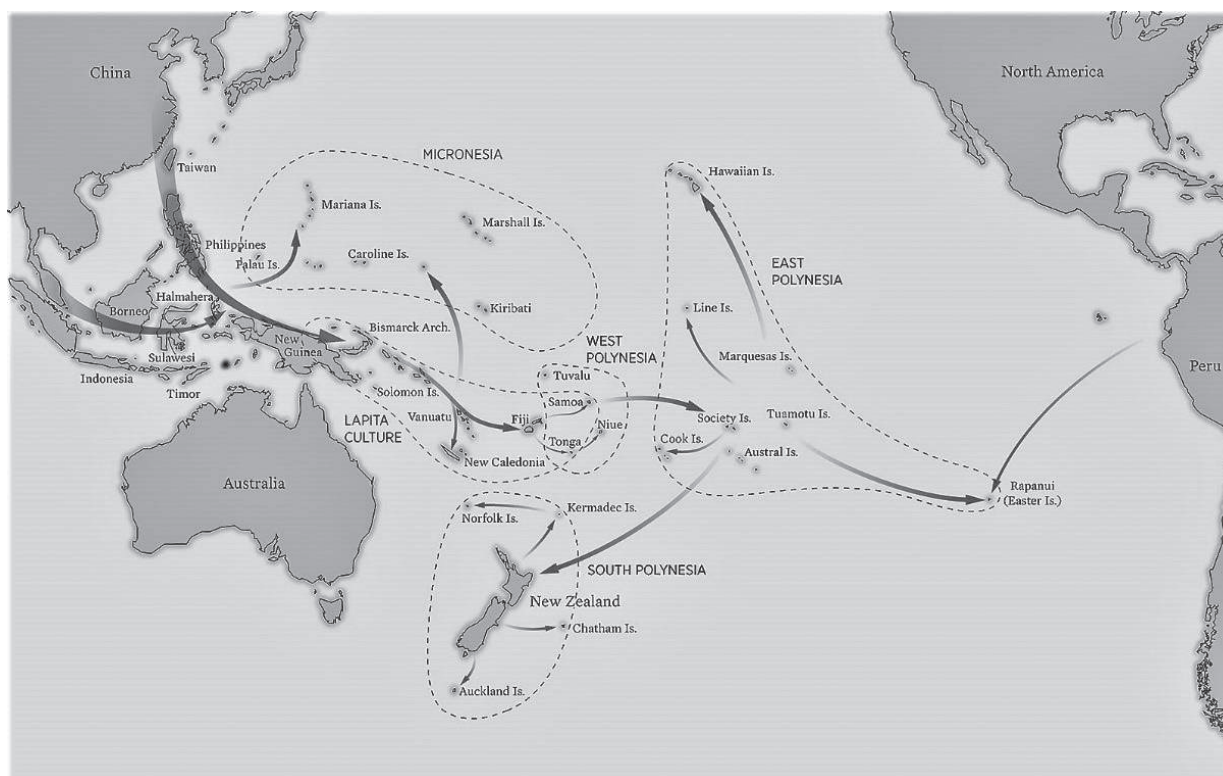 China
North America
Taiwan
MICRONESIA
Hawaiian Is.
Mariana Is.
Marshall Is.
Philippines
Palau Is.
Caroline Is.
EAST
POLYNESIA
Halmahera
Borneo
Kiribati
Line Is.
Bismarck Arch.
New
Guinea
WEST
POLYNESIA
Sulawesi
Marquesas Is.
Peru
Indonesia
Tuvalu
Timor
Solomon Is.
Samoa
LAPITA
CULTURE
Vanuatu
Fiji
Niue
Society Is.
Tuamotu Is.
Tonga
Cook Is.
Austral Is.
New Caledonia
Australia
Rapanui
(Easter Is.)
Norfolk Is.
Kermadec Is.
SOUTH POLYNESIA
New Zealand
Chatham Is.
Auckland Is.